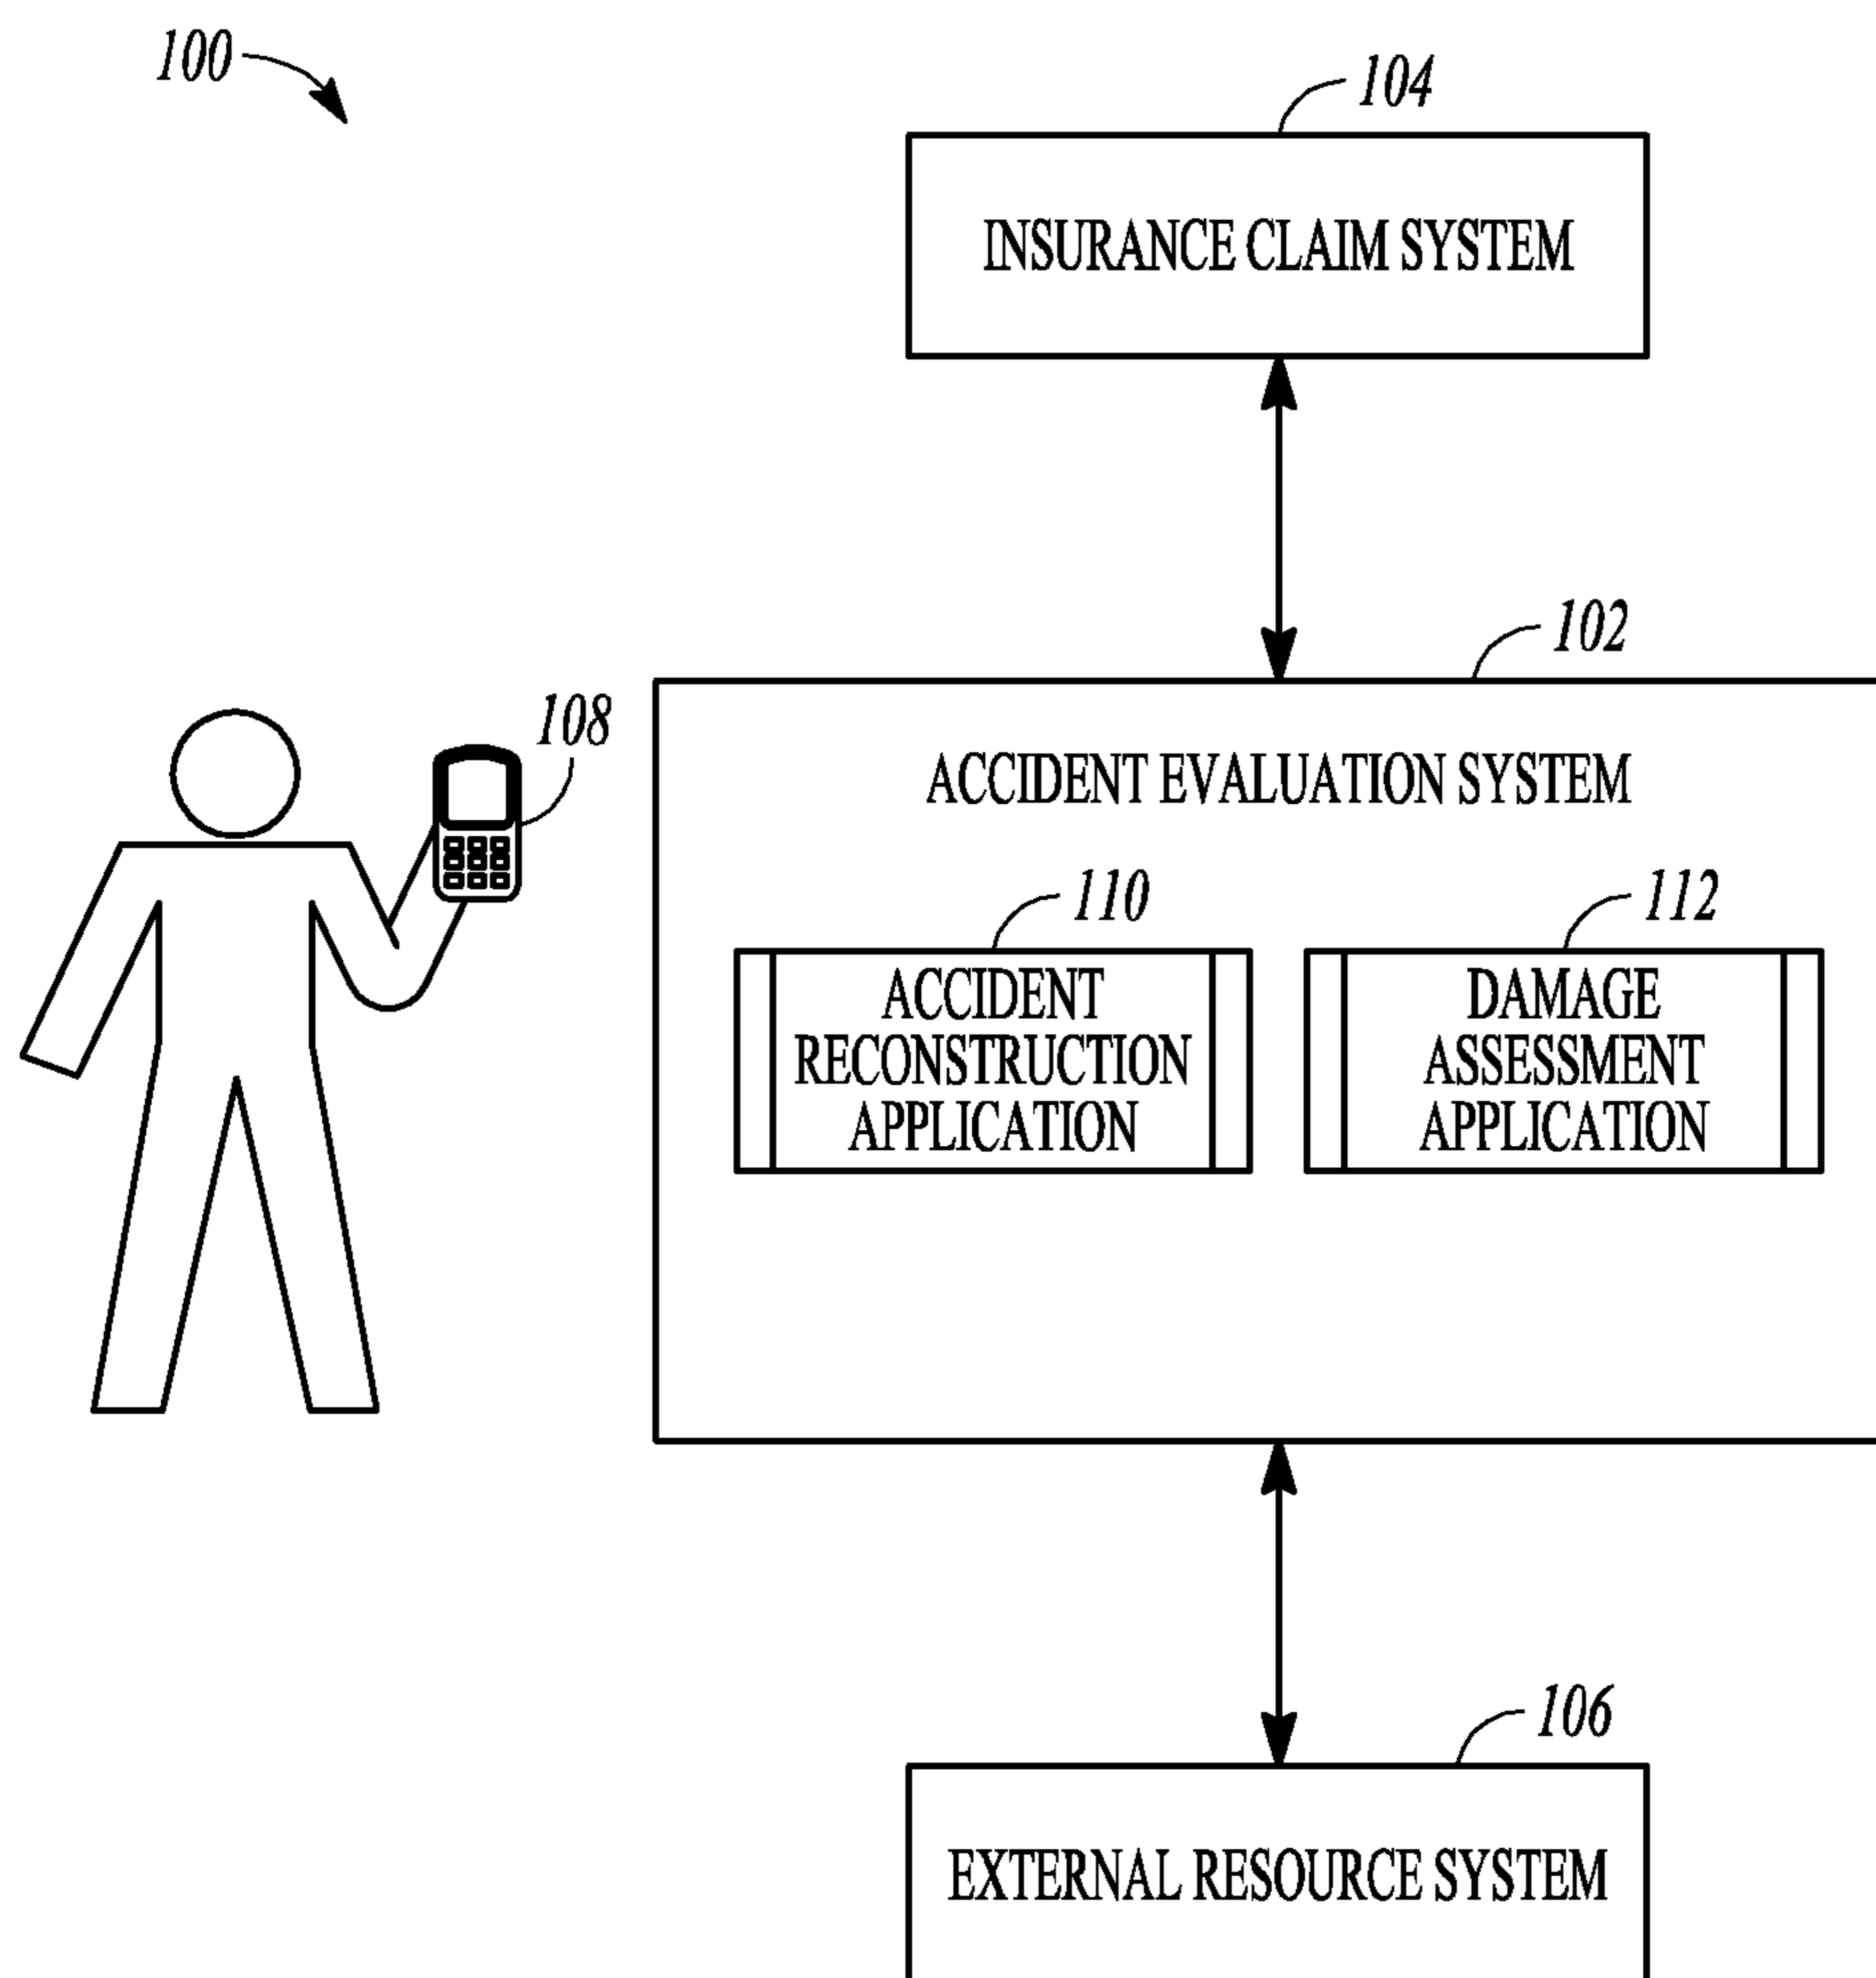 100
104
INSURANCE CLAIM SYSTEM
102
108
ACCIDENT EVALUATION SYSTEM
110
112
ACCIDENT
RECONSTRUCTION
APPLICATION
DAMAGE
ASSESSMENT
APPLICATION
106
EXTERNAL RESOURCE SYSTEM